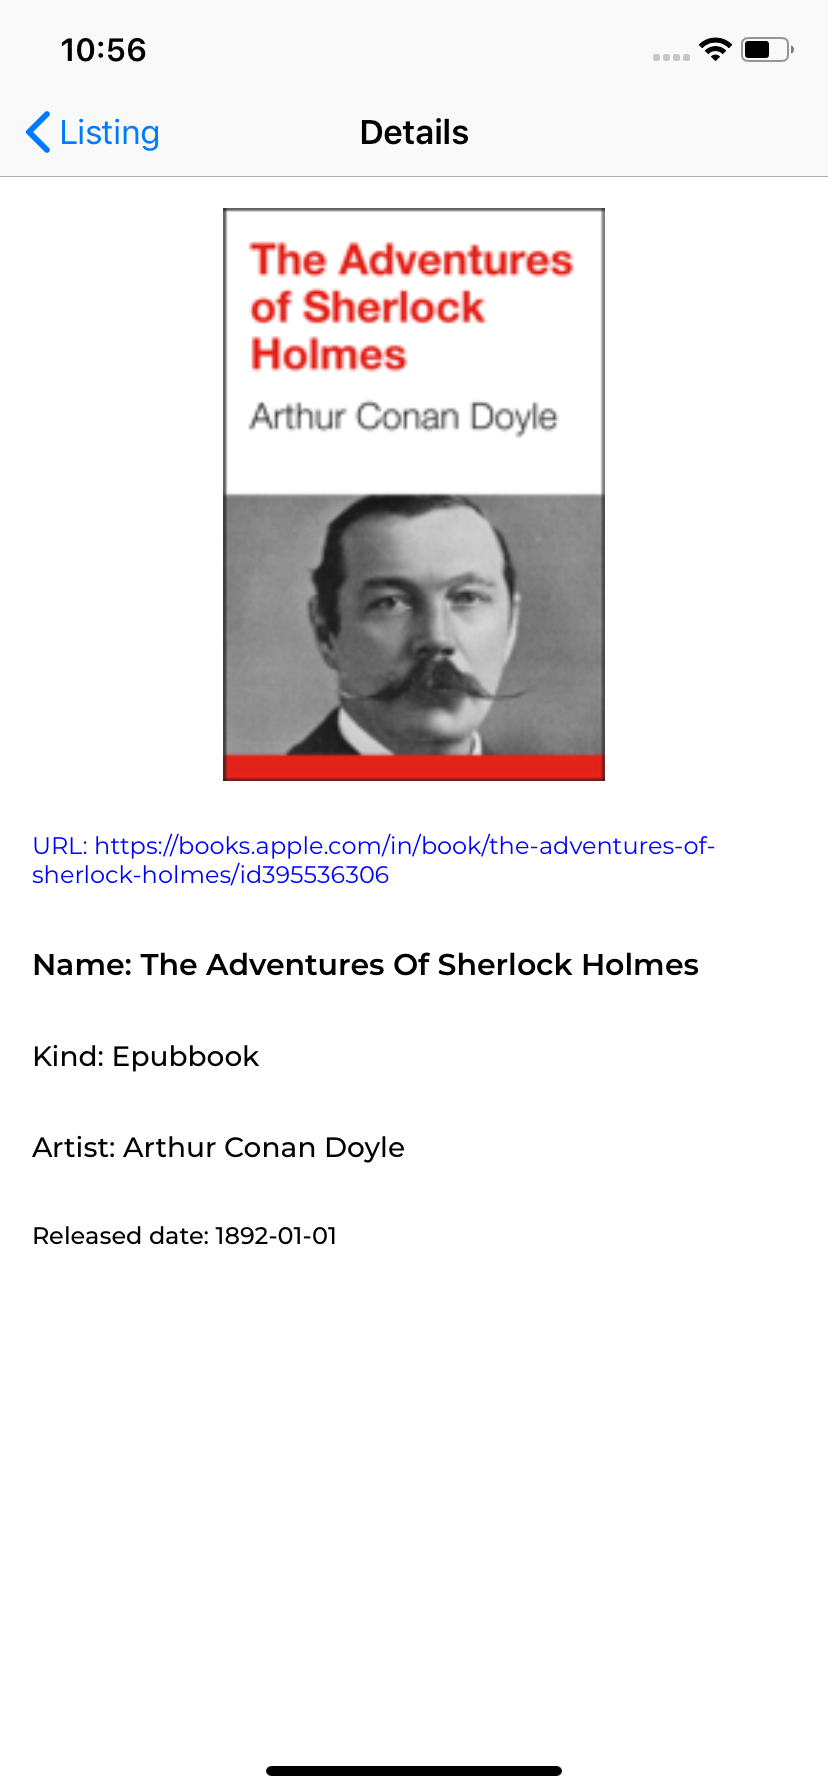 10:56
Listing
Details
The Adventures
of Sherlock
Holmes
Arthur Conan Doyle
URL: https://books.apple.com/in/book/the-adventures-of-
sherlock-holmes/id395536306
Name: The Adventures Of Sherlock Holmes
Kind: Epubbook
Artist: Arthur Conan Doyle
Released date: 1892-01-01